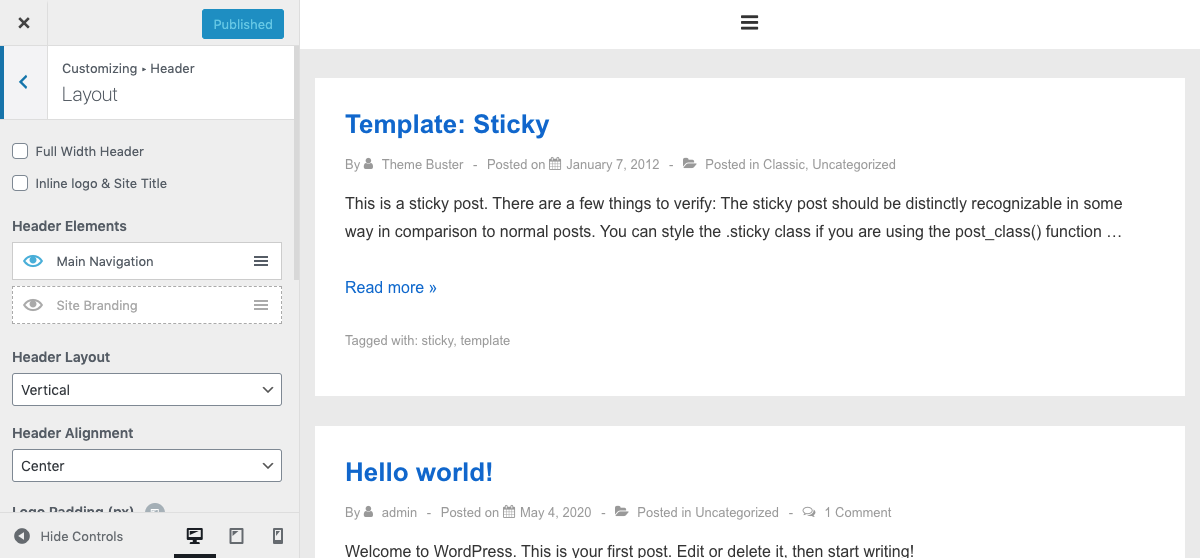 Published
Customizing ▸ Header
Layout
Full Width Header
Inline logo & Site Title
Header Elements
Main Navigation
Site Branding
Header Layout
Vertical
Header Alignment
Center
Logo Padding (px)
Hide Controls
Template: Sticky
By Theme Buster - Posted on January 7, 2012 - Posted in Classic, Uncategorized
This is a sticky post. There are a few things to verify: The sticky post should be distinctly recognizable in some
way in comparison to normal posts. You can style the .sticky class if you are using the post_class() function …
Read more »
Tagged with: sticky, template
Hello world!
By admin - Posted on May 4, 2020 - Posted in Uncategorized - 1 Comment
Welcome to WordPress. This is your first post. Edit or delete it, then start writing!